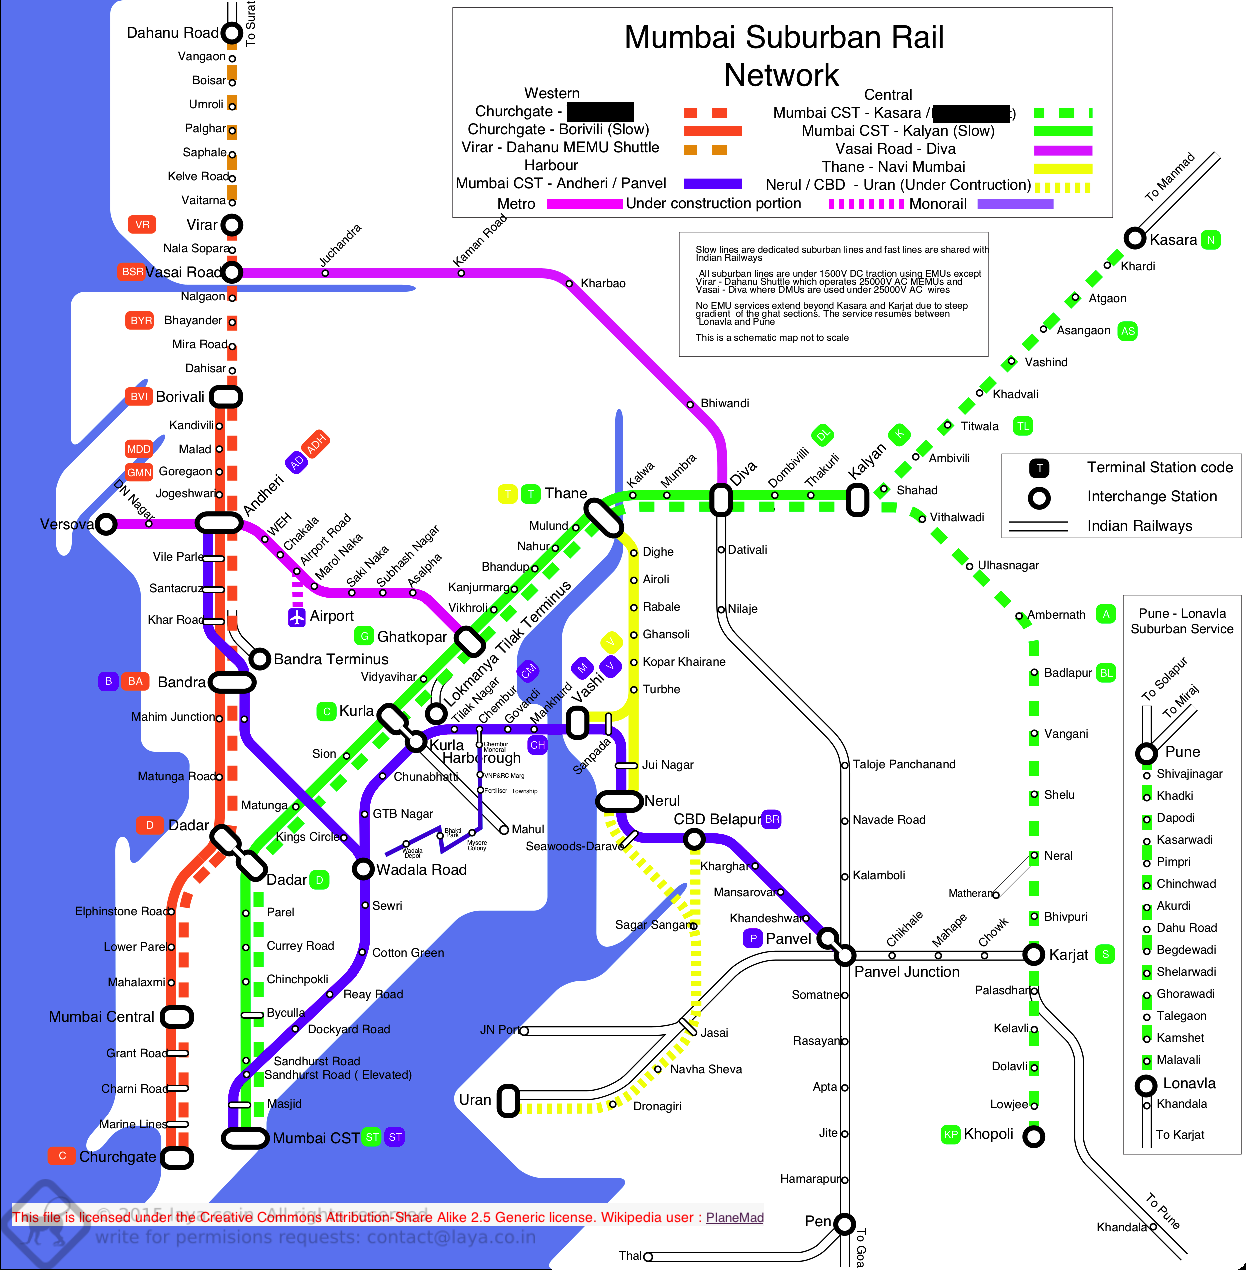 Mumbai Suburban Rail
Network
Western
Central
Churchgate -
Mumbai CST - Kasara /
Churchgate - Borivili (Slow)
Mumbai CST - Kalyan (Slow)
Virar - Dahanu MEMU Shuttle
Vasai Road - Diva
Harbour
Thane - Navi Mumbai
Mumbai CST - Andheri / Panvel
Nerul / CBD - Uran (Under Contruction)
Metro
Under construction portion
Monorail
Slow lines are dedicated suburban lines and fast lines are shared with
Indian Railways
All suburban lines are under 1500V DC traction using EMUs except
Virar - Dahanu Shuttle which operates 25000V AC MEMUs and
Vasai - Diva where DMUs are used under 25000V AC wires
No EMU services extend beyond Kasara and Karjat due to steep
gradient of the ghat sections. The service resumes between
Lonavla and Pune
This is a schematic map not to scale
T Terminal Station code
Interchange Station
Indian Railways
To Surat
Dahanu Road
Vangaon
Boisar
Umroli
Palghar
Saphale
Kelve Road
Vaitarna
VR Virar
Nala Sopara
BSR Vasai Road
Nalgaon
BYR Bhayander
Mira Road
Dahisar
BVI Borivali
Kandivili
MDD Malad
GMN Goregaon
Jogeshwari
Andheri
AD
ADH
Vile Parle
Santacruz
Khar Road
Bandra Terminus
B BA Bandra
Mahim Junction
Matunga Road
D Dadar
Elphinstone Road
Lower Parel
Mahalaxmi
Mumbai Central
Grant Road
Charni Road
Marine Lines
C Churchgate
Juchandra
Kaman Road
Kharbao
Bhiwandi
Versova
DN Nagar
WEH
Chakala
Airport Road
Marol Naka
Saki Naka
Subhash Nagar
Asalpha
Airport
G Ghatkopar
To Manmad
Kasara N
Khardi
Atgaon
Asangaon AS
Vashind
Khadvali
Titwala TL
Ambivili
Shahad
K
Kalyan
Thakurli
DI
Dombivilli
Diva
Mumbra
Kalwa
T T Thane
Mulund
Nahur
Bhandup
Kanjurmarg
Vikhroli
Vidyavihar
Lokmanya Tilak Terminus
C Kurla
Sion
Matunga
Dadar D
Parel
Currey Road
Chinchpokli
Byculla
Sandhurst Road
Sandhurst Road ( Elevated)
Masjid
Mumbai CST ST ST
Vithalwadi
Ulhasnagar
Ambernath A
Badlapur BL
Vangani
Shelu
Neral
Matheran
Bhivpuri
Karjat S
Palasdhari
Kelavli
Dolavli
Lowjee
KP Khopoli
To Pune
Khandala
Dighe
Airoli
Rabale
Ghansoli
Kopar Khairane
Turbhe
V
M
V
Vashi
Sanpada
Jui Nagar
Nerul
Seawoods-Darave
CBD Belapur BR
Kharghar
Mansarovar
Khandeshwar
P Panvel
Panvel Junction
Kurla
Harborough
Tilak Nagar
Chembur
CM
Govandi
Mankhurd
CH
Chembur
Monorail
VNP&RC Marg
Fertiliser Township
Mahul
Mysore
Colony
Bhakti
Park
Wadala
Depot
Chunabhatti
GTB Nagar
Kings Circle
Wadala Road
Sewri
Cotton Green
Reay Road
Dockyard Road
Dativali
Nilaje
Taloje Panchanand
Navade Road
Kalamboli
Chikhale
Mahape
Chowk
Somatne
Rasayani
Apta
Jite
Hamarapur
Pen
To Goa
Thal
Sagar Sangam
Jasai
JN Port
Navha Sheva
Dronagiri
Uran
Pune - Lonavla
Suburban Service
To Solapur
To Miraj
Pune
Shivajinagar
Khadki
Dapodi
Kasarwadi
Pimpri
Chinchwad
Akurdi
Dahu Road
Begdewadi
Shelarwadi
Ghorawadi
Talegaon
Kamshet
Malavali
Lonavla
Khandala
To Karjat
© 2015 laya.co.in All rights reserved
This file is licensed under the Creative Commons Attribution-Share Alike 2.5 Generic license. Wikipedia user : PlaneMad
write for permisions requests: contact@laya.co.in